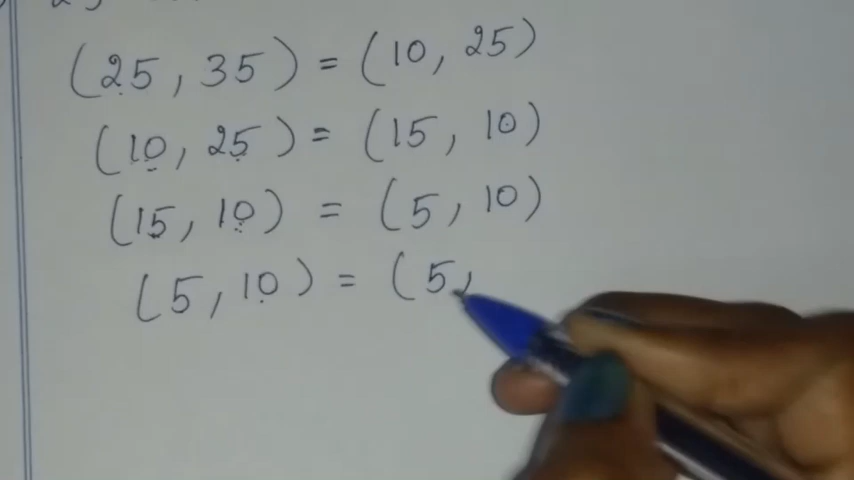 (25, 35) = (10, 25)
(10, 25) = (15, 10)
(15, 10) = (5, 10)
(5, 10) = (5,